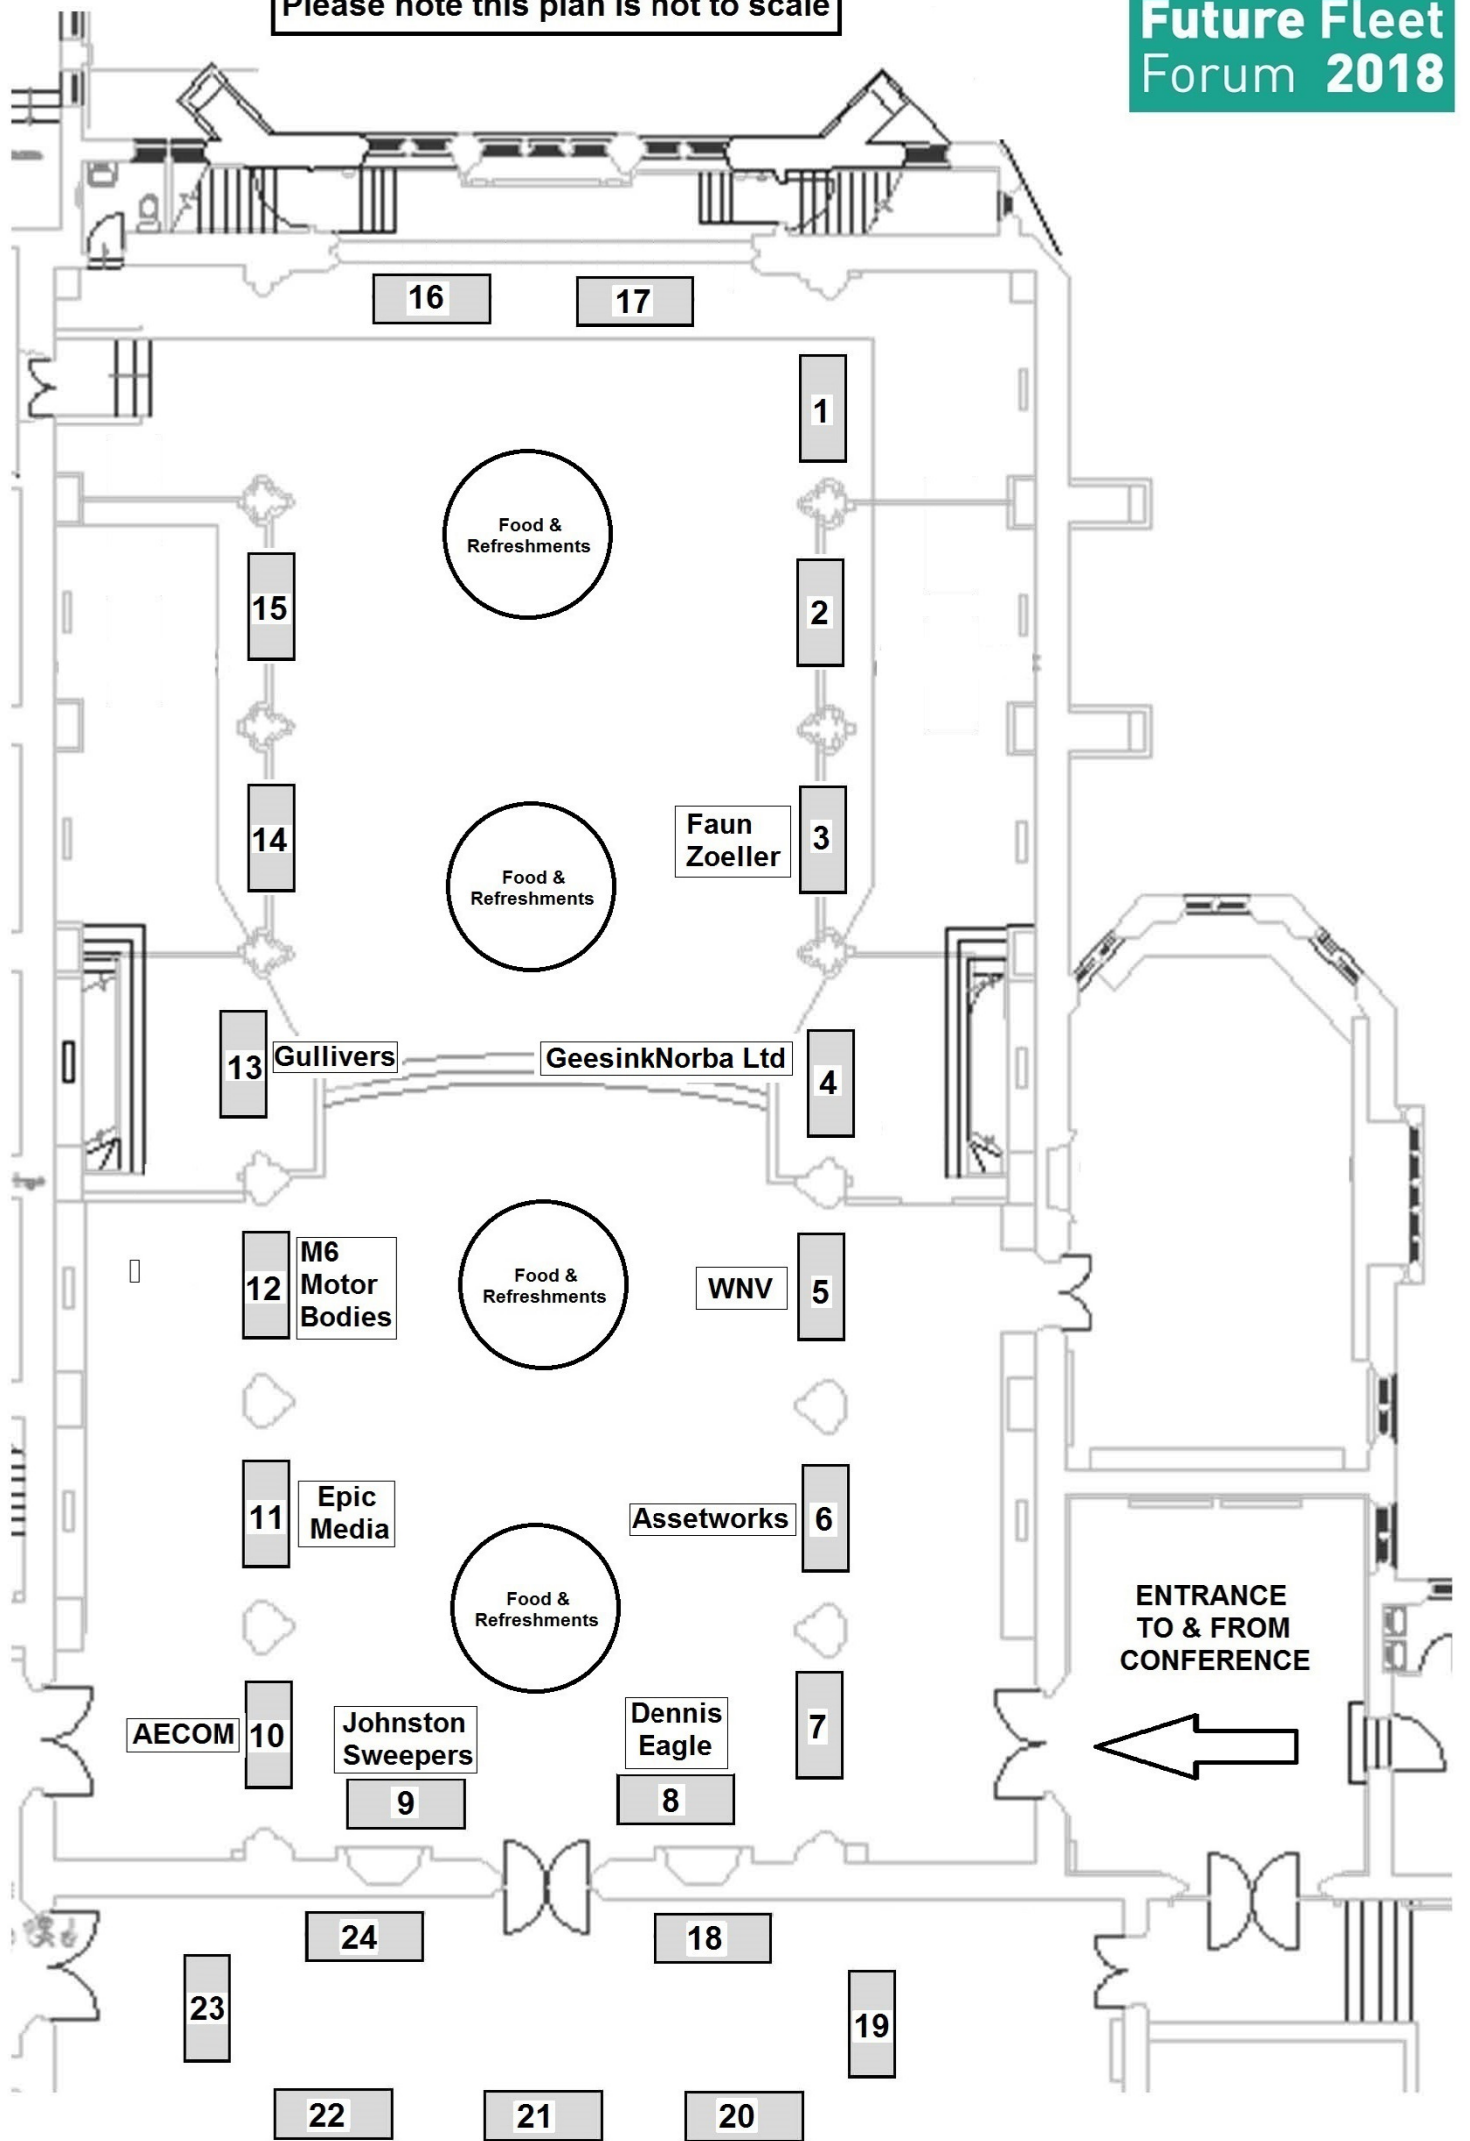 Please note this plan is not to scale
Future Fleet
Forum 2018
16
17
1
Food &
Refreshments
15
2
14
Food &
Refreshments
Faun
Zoeller
3
13
Gullivers
GeesinkNorba Ltd
4
12
M6
Motor
Bodies
Food &
Refreshments
WNV
5
11
Epic
Media
Assetworks
6
Food &
Refreshments
ENTRANCE
TO & FROM
CONFERENCE
AECOM
10
Johnston
Sweepers
9
Dennis
Eagle
8
7
24
18
23
19
22
21
20